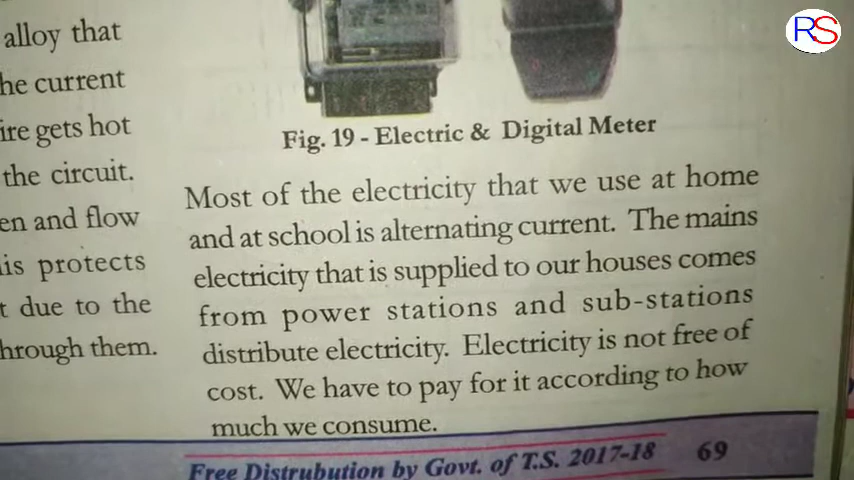 RS
alloy that
he current
ire gets hot
the circuit.
en and flow
is protects
t due to the
hrough them.
Fig. 19 - Electric & Digital Meter
Most of the electricity that we use at home
and at school is alternating current. The mains
electricity that is supplied to our houses comes
from power stations and sub-stations
distribute electricity. Electricity is not free of
cost. We have to pay for it according to how
much we consume.
Free Distrubution by Govt. of T.S. 2017-18 69